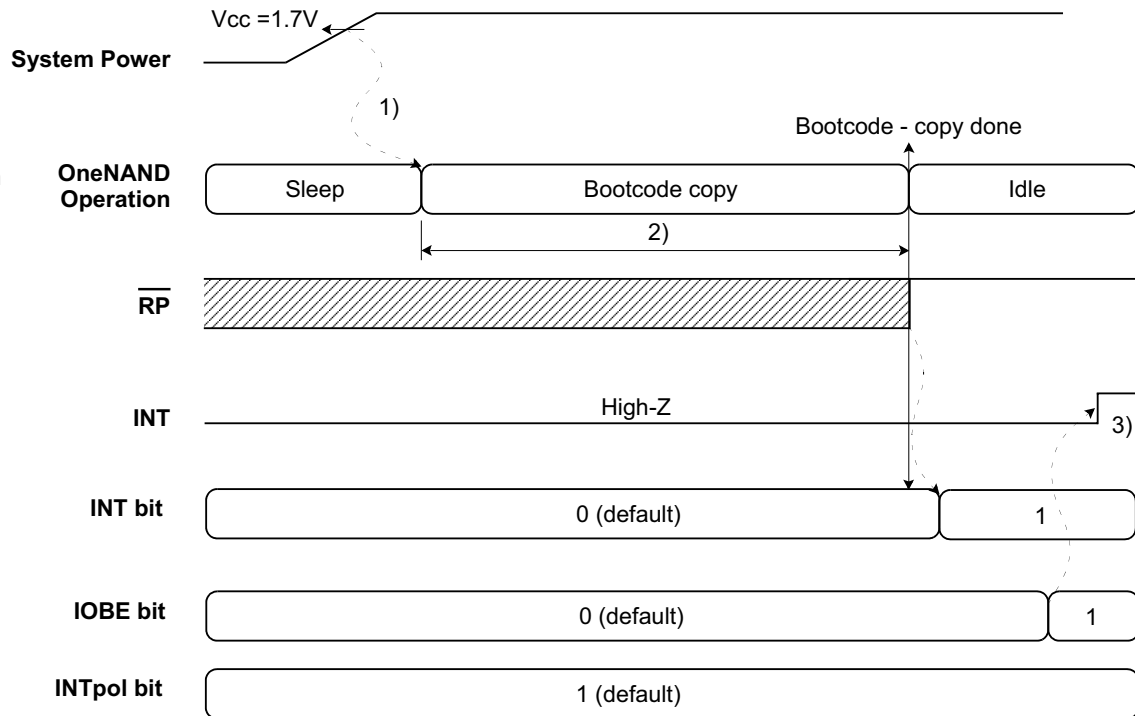 Vcc =1.7V
System Power
1)
Bootcode - copy done
OneNAND
Operation
Sleep
Bootcode copy
Idle
2)
RP
High-Z
INT
3)
INT bit
0 (default)
1
IOBE bit
0 (default)
1
INTpol bit
1 (default)